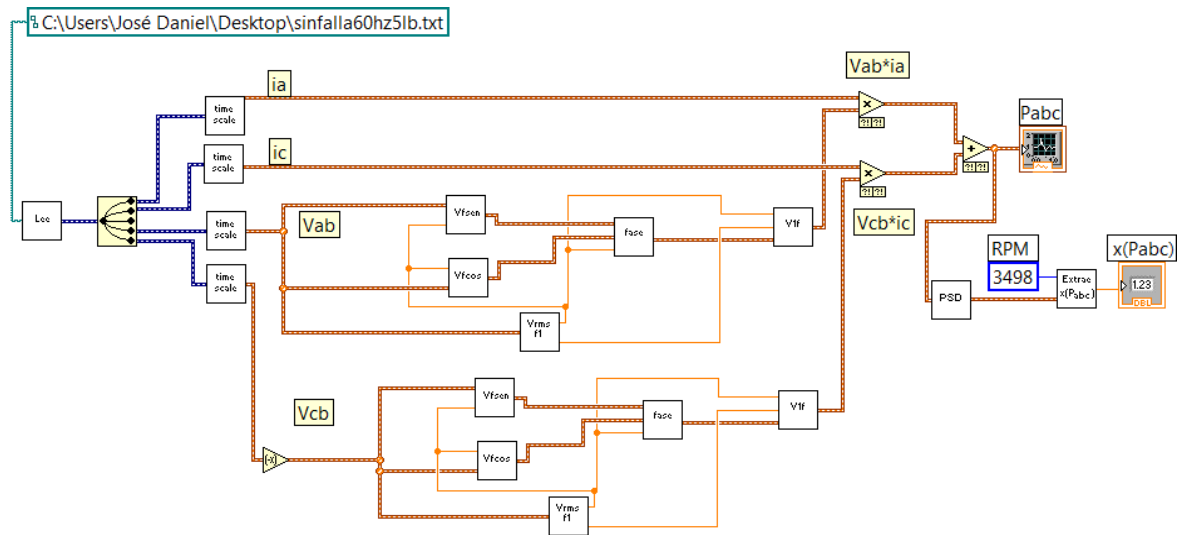 C:\Users\José Daniel\Desktop\sinfalla60hz5lb.txt
Vab*ia
ia
time
scale
Pabc
ic
time
scale
Lee
Vab
time
scale
Vfsen
fase
V1f
Vcb*ic
time
scale
Vfcos
RPM
3498
x(Pabc)
PSD
Extrae
x(Pabc)
1.23
DBL
Vrms
f1
Vcb
Vfsen
fase
V1f
Vfcos
Vrms
f1